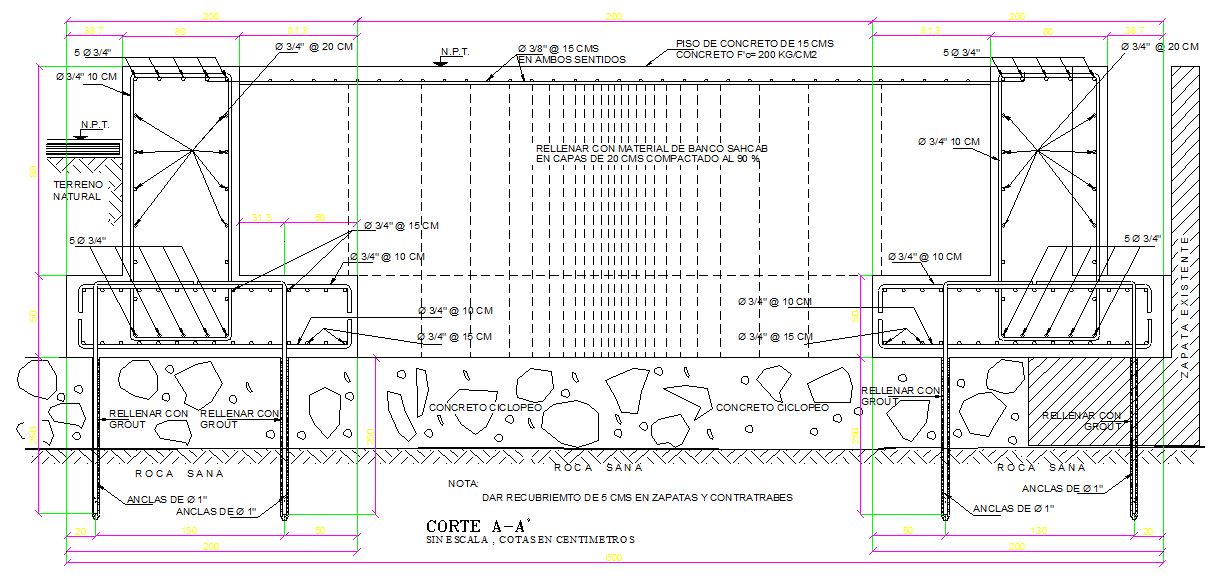 200
200
200
38.7
80
81.3
81.3
80
38.7
5 Ø 3/4"
Ø 3/4" @ 20 CM
N.P.T.
Ø 3/8" @ 15 CMS
EN AMBOS SENTIDOS
PISO DE CONCRETO DE 15 CMS
CONCRETO F'c= 200 KG/CM2
5 Ø 3/4"
Ø 3/4" @ 20 CM
Ø 3/4" 10 CM
N.P.T.
TERRENO
NATURAL
RELLENAR CON MATERIAL DE BANCO SAHCAB
EN CAPAS DE 20 CMS COMPACTADO AL 90 %
Ø 3/4" 10 CM
31.3
50
Ø 3/4" @ 15 CM
5 Ø 3/4"
Ø 3/4" @ 10 CM
Ø 3/4" @ 10 CM
5 Ø 3/4"
ZAPATA EXISTENTE
50
Ø 3/4" @ 10 CM
Ø 3/4" @ 15 CM
Ø 3/4" @ 10 CM
Ø 3/4" @ 15 CM
50
RELLENAR CON
GROUT
RELLENAR CON
GROUT
CONCRETO CICLOPEO
CONCRETO CICLOPEO
RELLENAR CON
GROUT
RELLENAR CON
GROUT
250
250
250
ROCA SANA
ROCA SANA
ROCA SANA
NOTA:
DAR RECUBRIEMTO DE 5 CMS EN ZAPATAS Y CONTRATRABES
ANCLAS DE Ø 1"
ANCLAS DE Ø 1"
ANCLAS DE Ø 1"
ANCLAS DE Ø 1"
CORTE A-A'
SIN ESCALA , COTAS EN CENTIMETROS
20
130
50
50
130
20
200
200
600